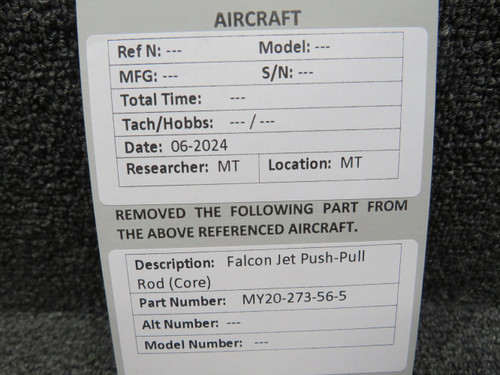 AIRCRAFT
Ref N: --- Model: ---
MFG: --- S/N: ---
Total Time: ---
Tach/Hobbs: --- / ---
Date: 06-2024
Researcher: MT Location: MT
REMOVED THE FOLLOWING PART FROM
THE ABOVE REFERENCED AIRCRAFT.
Description: Falcon Jet Push-Pull
Rod (Core)
Part Number: MY20-273-56-5
Alt Number: ---
Model Number: ---